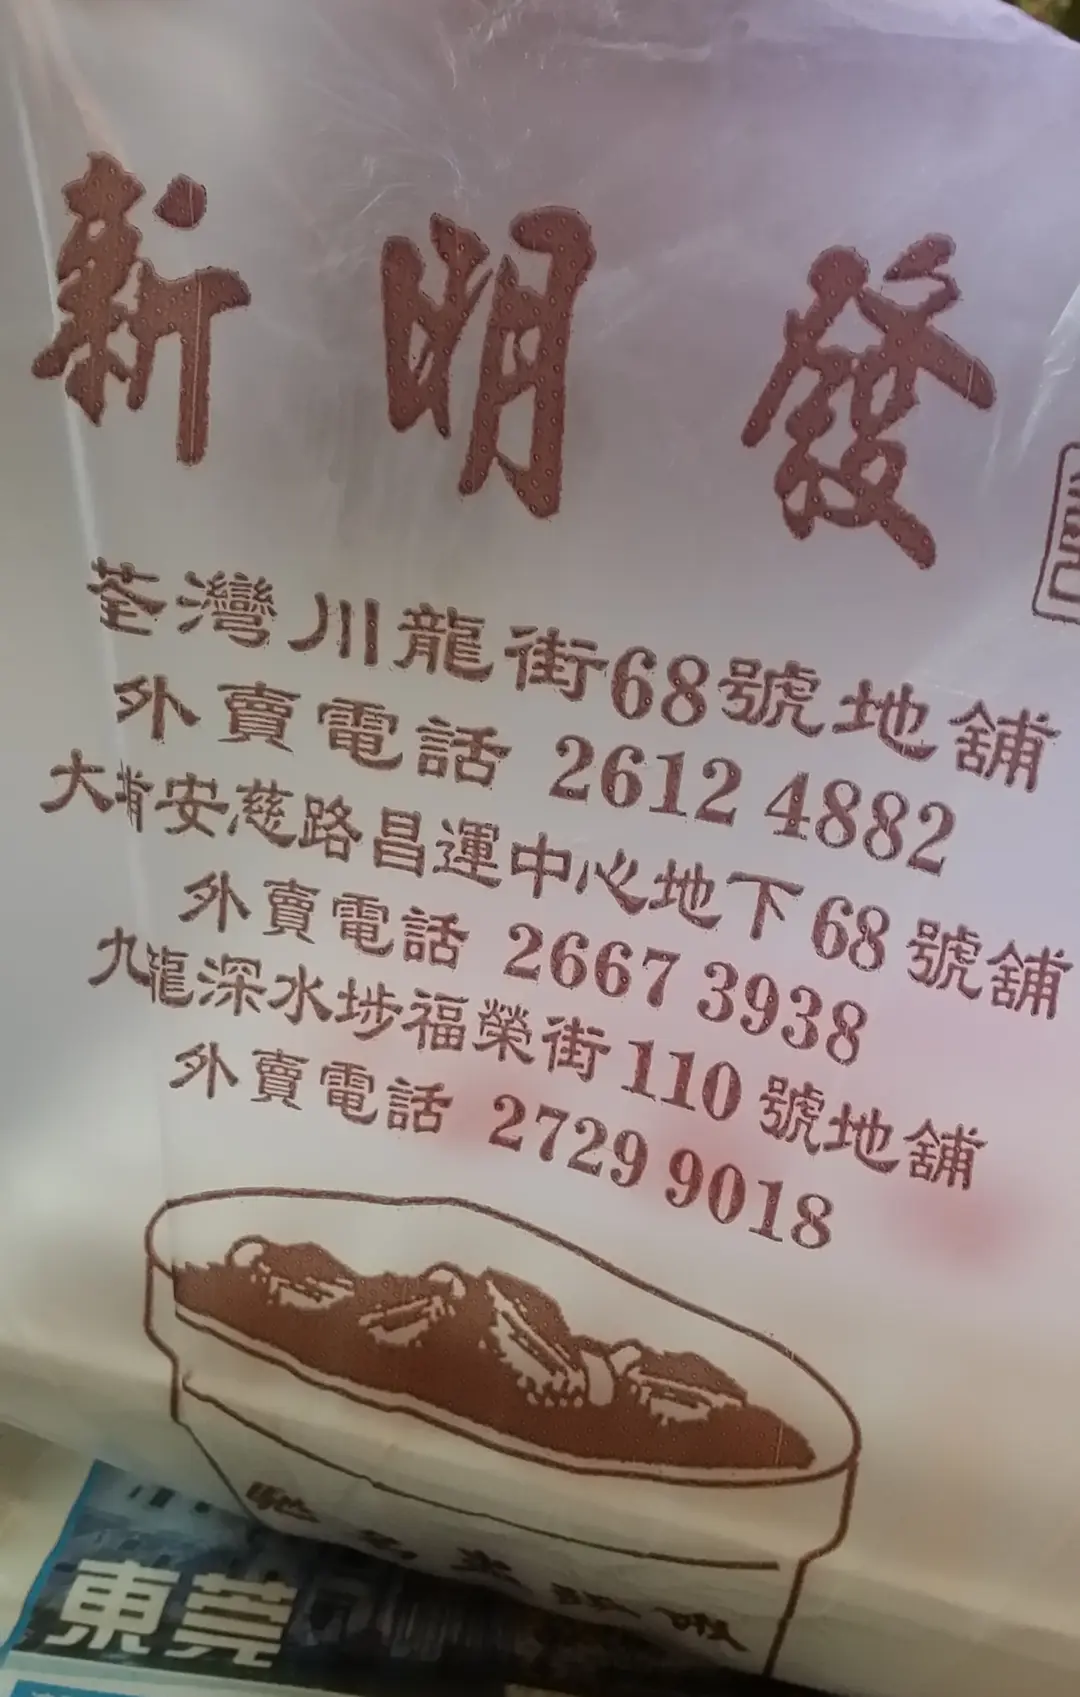 新明發
荃灣川龍街68號地舖
外賣電話 2612 4882
大埔安慈路昌運中心地下68號舖
外賣電話 2667 3938
九龍深水埗福榮街110號地舖
外賣電話 2729 9018
馳名
東莞